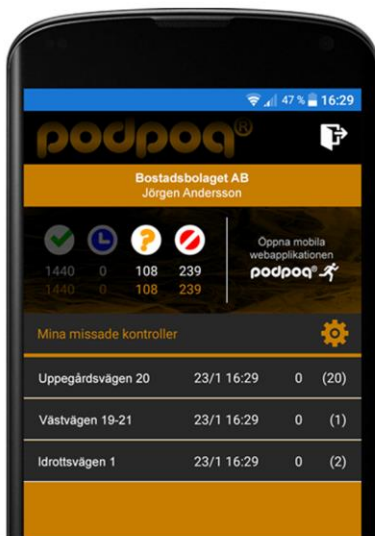 47 % 16:29
podpoq®
Bostadsbolaget AB
Jörgen Andersson
1440 0 108 239
1440 0 108 239
Öppna mobila
webapplikationen
podpoq®
Mina missade kontroller
Uppegårdsvägen 20 23/1 16:29 0 (20)
Västvägen 19-21 23/1 16:29 0 (1)
Idrottsvägen 1 23/1 16:29 0 (2)